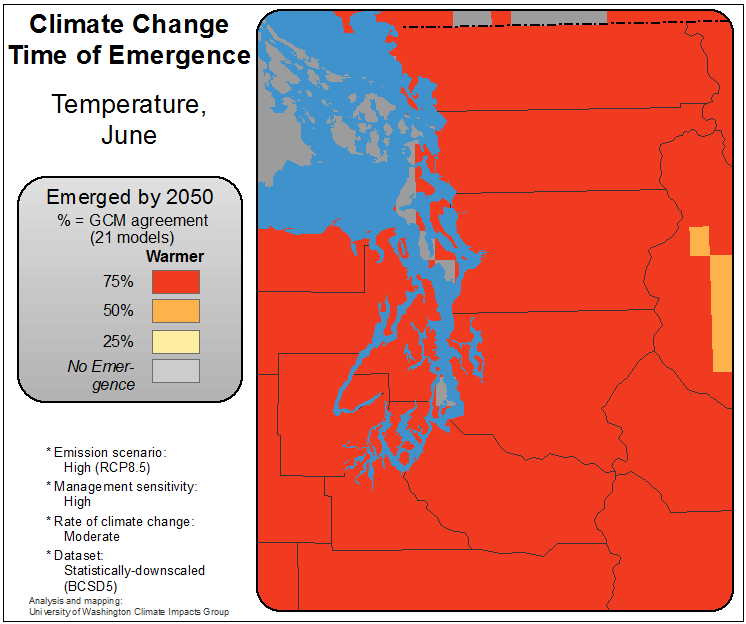 Climate Change
Time of Emergence
Temperature,
June
Emerged by 2050
% = GCM agreement
(21 models)
Warmer
75%
50%
25%
No Emer-
gence
* Emission scenario:
High (RCP8.5)
* Management sensitivity:
High
* Rate of climate change:
Moderate
* Dataset:
Statistically-downscaled
(BCSD5)
Analysis and mapping:
University of Washington Climate Impacts Group